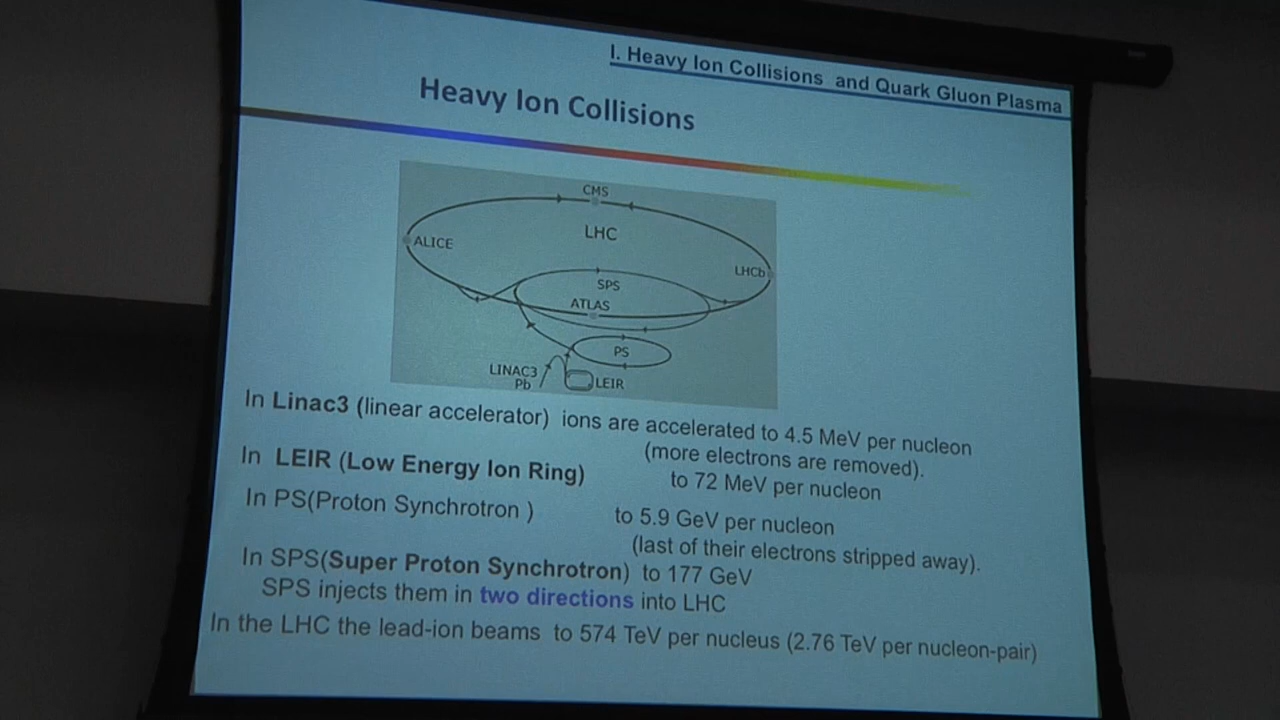 I. Heavy Ion Collisions and Quark Gluon Plasma
Heavy Ion Collisions
CMS
LHC
ALICE
LHCb
SPS
ATLAS
PS
LINAC3
Pb
LEIR
In Linac3 (linear accelerator) ions are accelerated to 4.5 MeV per nucleon
(more electrons are removed).
In LEIR (Low Energy Ion Ring) to 72 MeV per nucleon
In PS(Proton Synchrotron ) to 5.9 GeV per nucleon
(last of their electrons stripped away).
In SPS(Super Proton Synchrotron) to 177 GeV
SPS injects them in two directions into LHC
In the LHC the lead-ion beams to 574 TeV per nucleus (2.76 TeV per nucleon-pair)